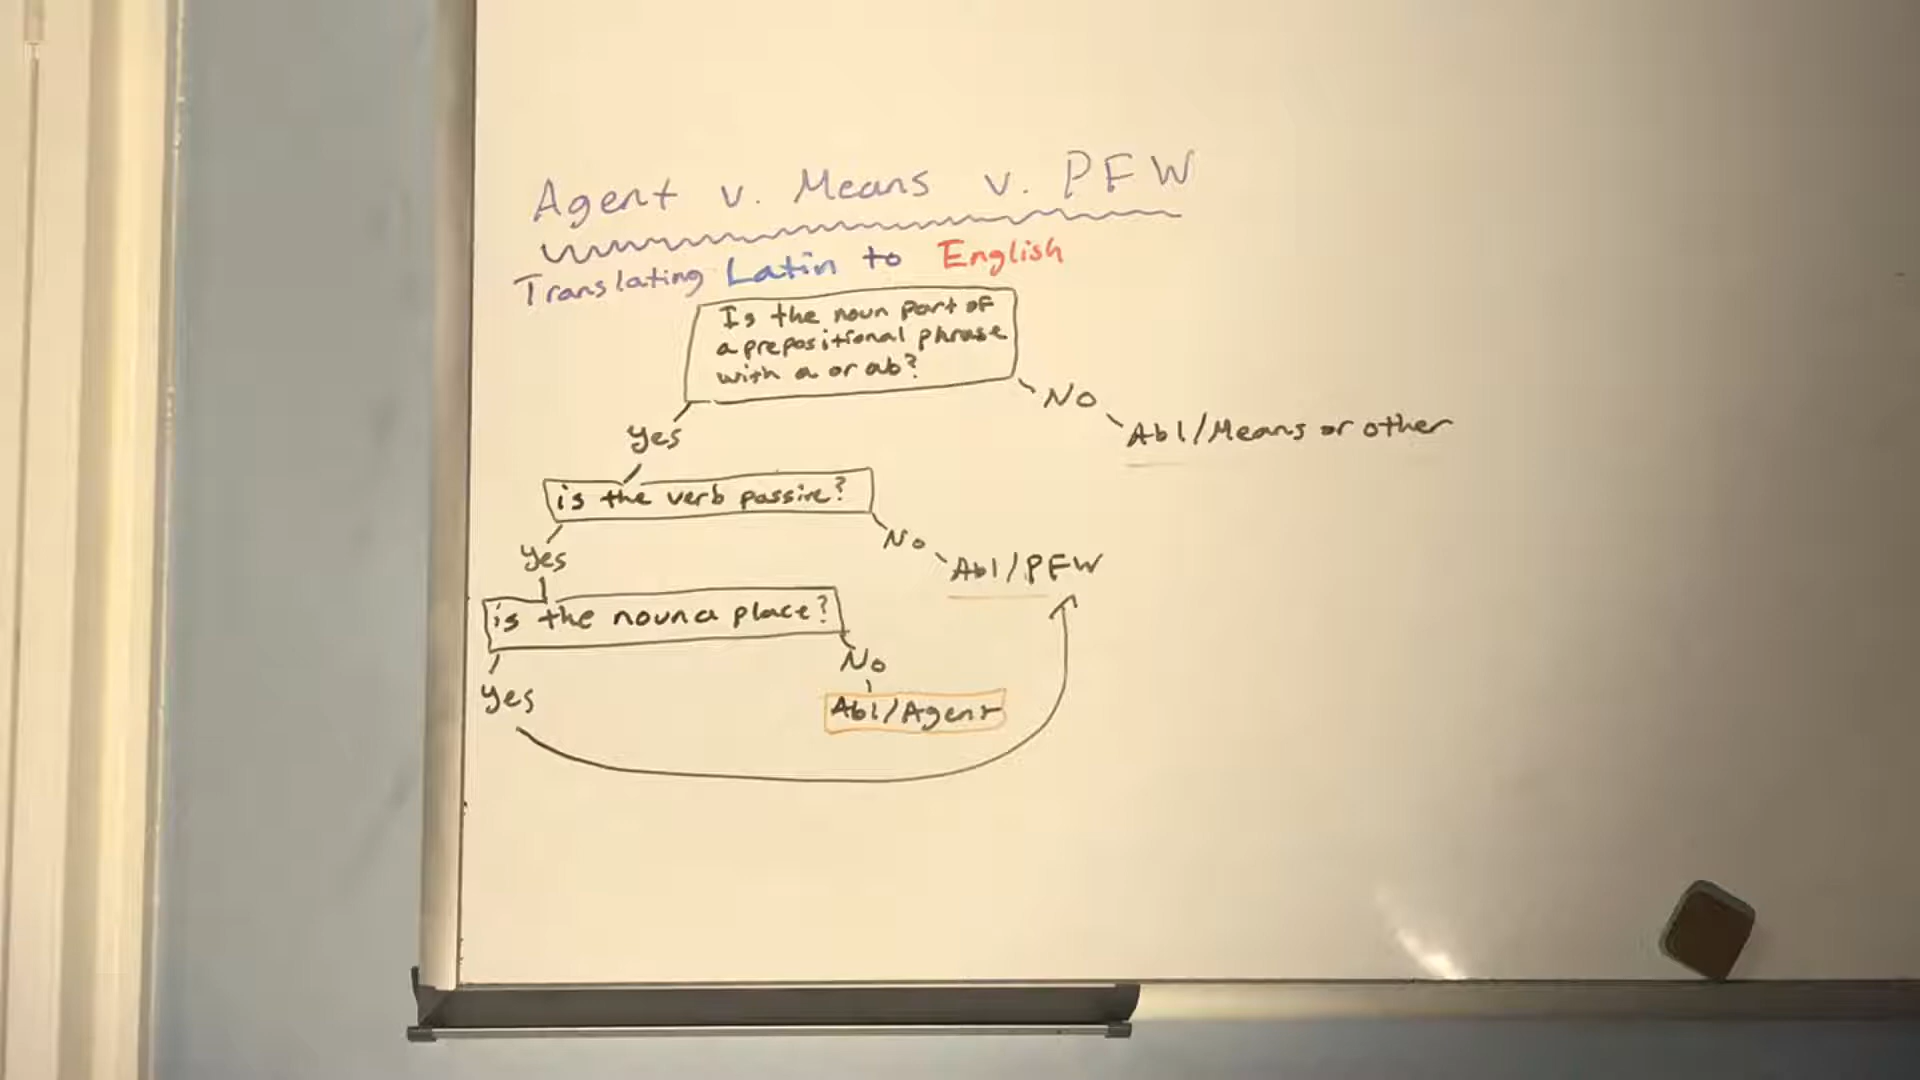 Agent v. Means v. PFW
Translating Latin to English
Is the noun part of
a prepositional phrase
with a or ab?
No
Abl/Means or other
Yes
is the verb passive?
No
Abl/PFW
Yes
is the noun a place?
No
Abl/Agent
Yes